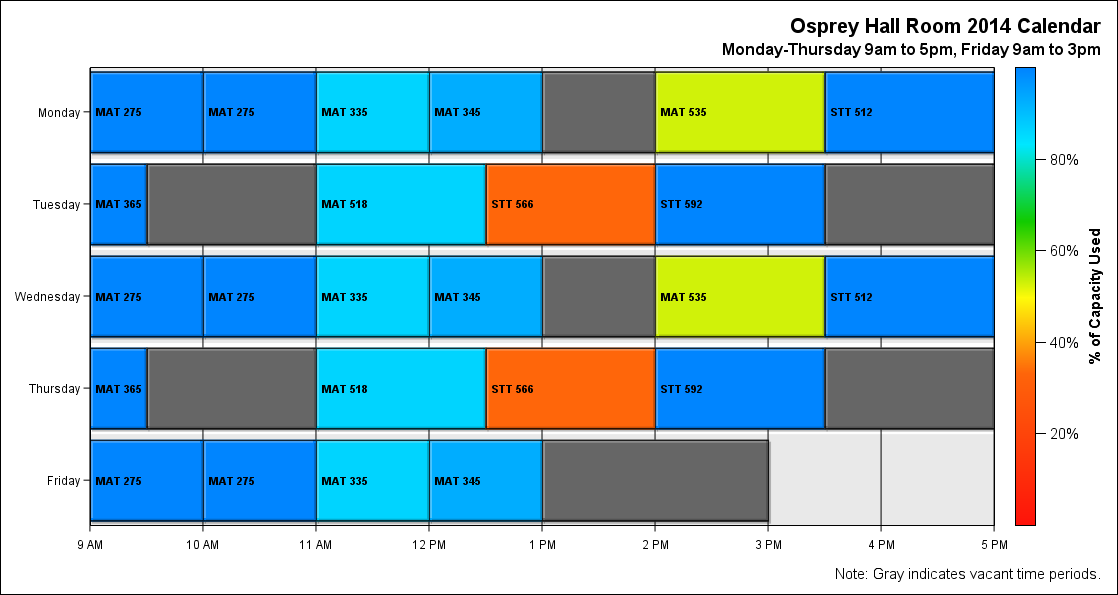 Osprey Hall Room 2014 Calendar
Monday-Thursday 9am to 5pm, Friday 9am to 3pm
Monday MAT 275 MAT 275 MAT 335 MAT 345 MAT 535 STT 512
Tuesday MAT 365 MAT 518 STT 566 STT 592
Wednesday MAT 275 MAT 275 MAT 335 MAT 345 MAT 535 STT 512
Thursday MAT 365 MAT 518 STT 566 STT 592
Friday MAT 275 MAT 275 MAT 335 MAT 345
9 AM 10 AM 11 AM 12 PM 1 PM 2 PM 3 PM 4 PM 5 PM
80%
60%
40%
20%
% of Capacity Used
Note: Gray indicates vacant time periods.